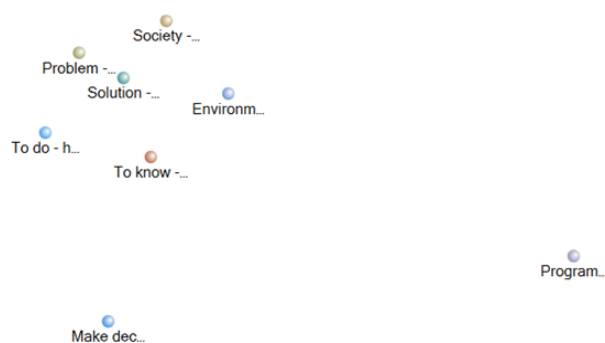 Society -...
Problem -...
Solution -...
Environm...
To do - h...
To know -...
Program...
Make dec...